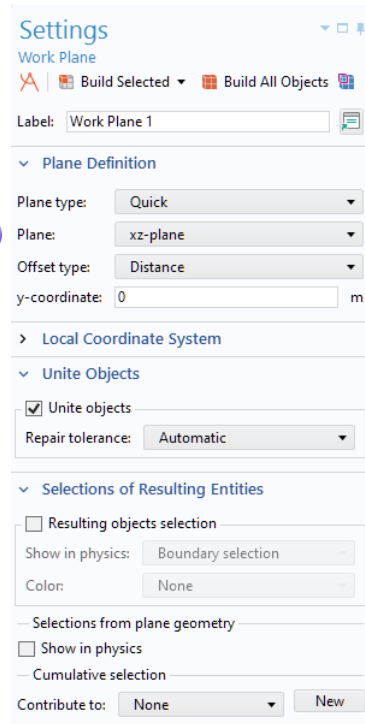 Settings
Work Plane
Build Selected Build All Objects
Label: Work Plane 1
Plane Definition
Plane type: Quick
Plane: xz-plane
Offset type: Distance
y-coordinate: 0 m
Local Coordinate System
Unite Objects
Unite objects
Repair tolerance: Automatic
Selections of Resulting Entities
Resulting objects selection
Show in physics: Boundary selection
Color: None
Selections from plane geometry
Show in physics
Cumulative selection
Contribute to: None New